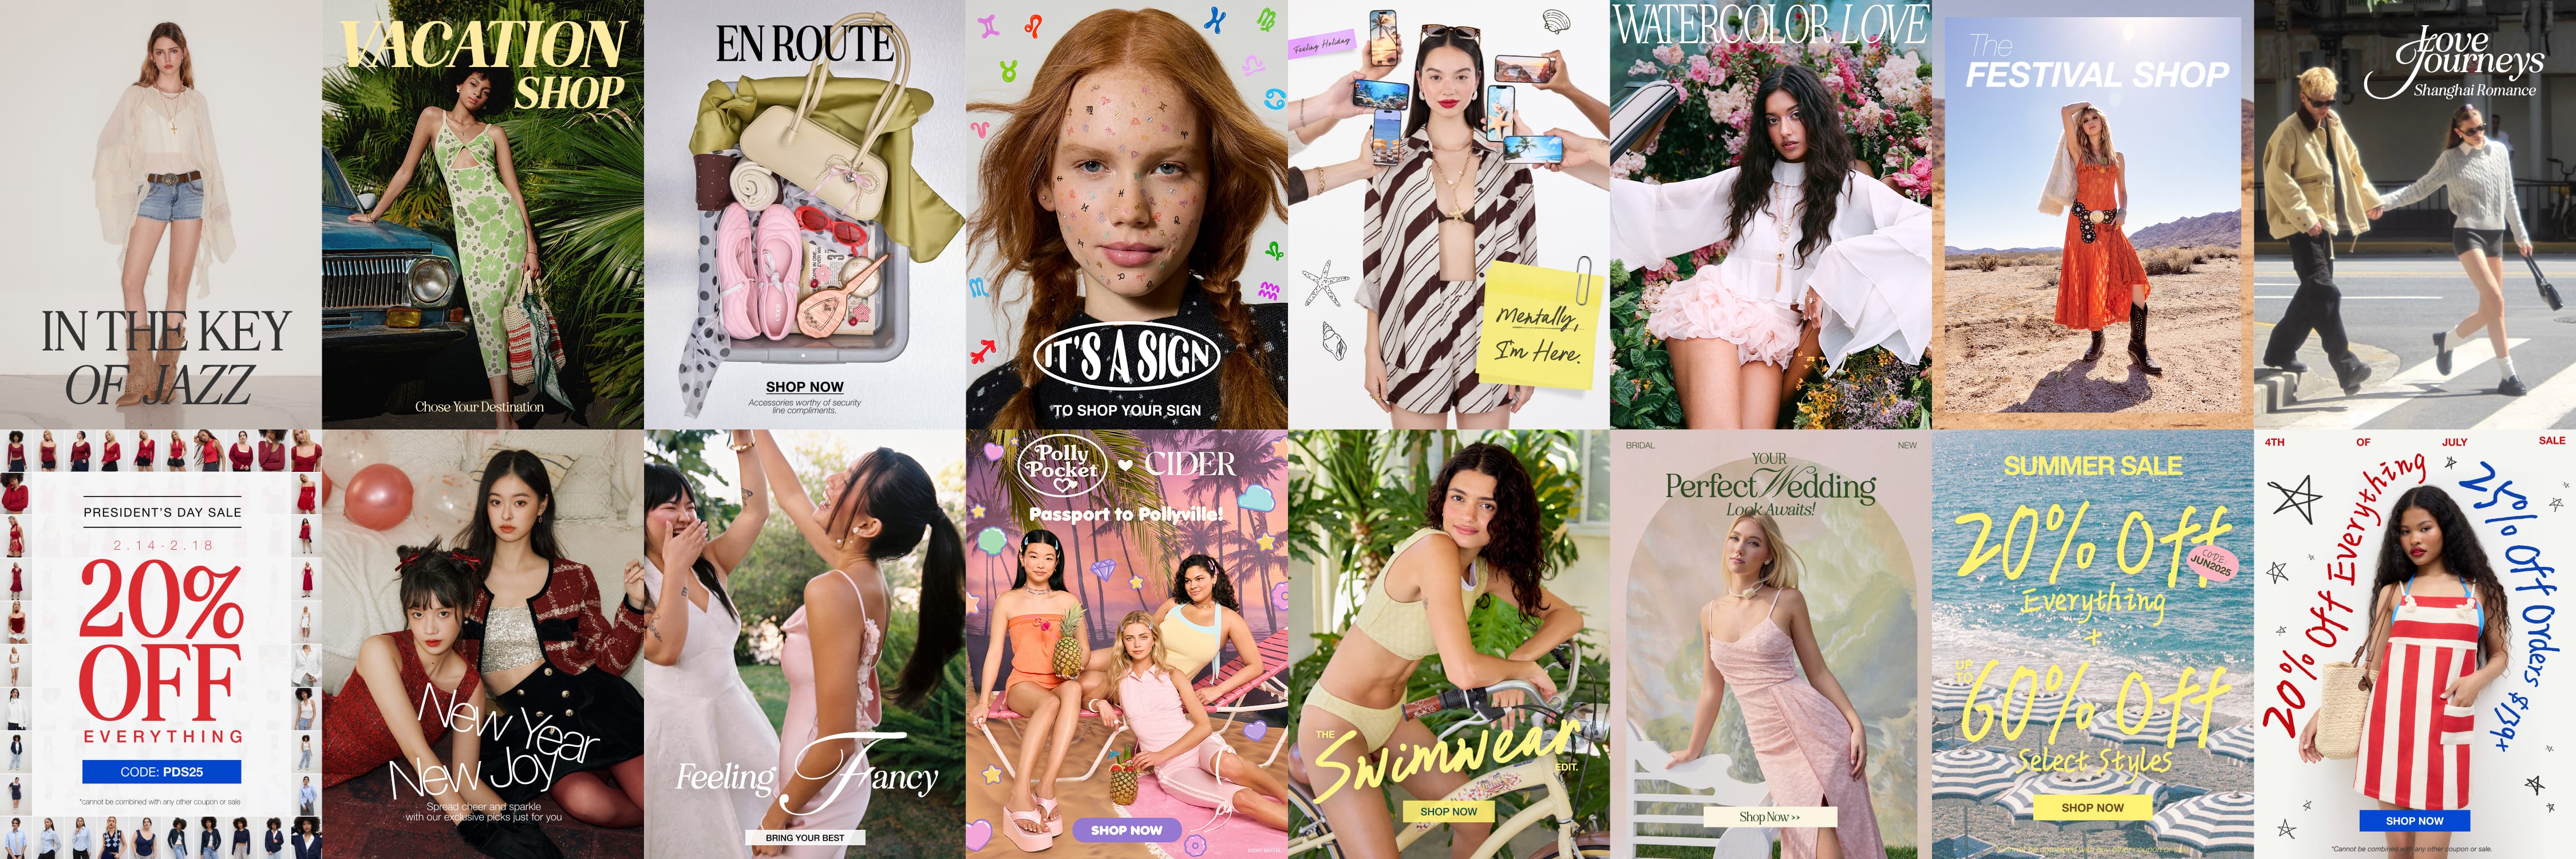 IN THE KEY
OF JAZZ
VACATION
SHOP
Chose Your Destination
EN ROUTE
SHOP NOW
Accessories worthy of security
line compliments.
IT'S A SIGN
TO SHOP YOUR SIGN
Feeling Holiday
Mentally,
I'm Here.
WATERCOLOR LOVE
The
FESTIVAL SHOP
Love
Journeys
Shanghai Romance
PRESIDENT'S DAY SALE
2.14-2.18
20%
OFF
EVERYTHING
CODE: PDS25
*cannot be combined with any other coupon or sale
New Year
New Joy
Spread cheer and sparkle
with our exclusive picks just for you
Feeling Fancy
BRING YOUR BEST
Polly
Pocket
CIDER
Passport to Pollyville!
SHOP NOW
THE
Swimwear
EDIT.
SHOP NOW
BRIDAL
NEW
YOUR
Perfect Wedding
Look Awaits!
Shop Now >>
SUMMER SALE
20% Off
CODE
JUN2025
Everything
+
UP
TO
60% Off
Select Styles
SHOP NOW
4TH
OF
JULY
SALE
20% Off Everything
25% Off Orders $159+
SHOP NOW
*Cannot be combined with any other coupon or sale.